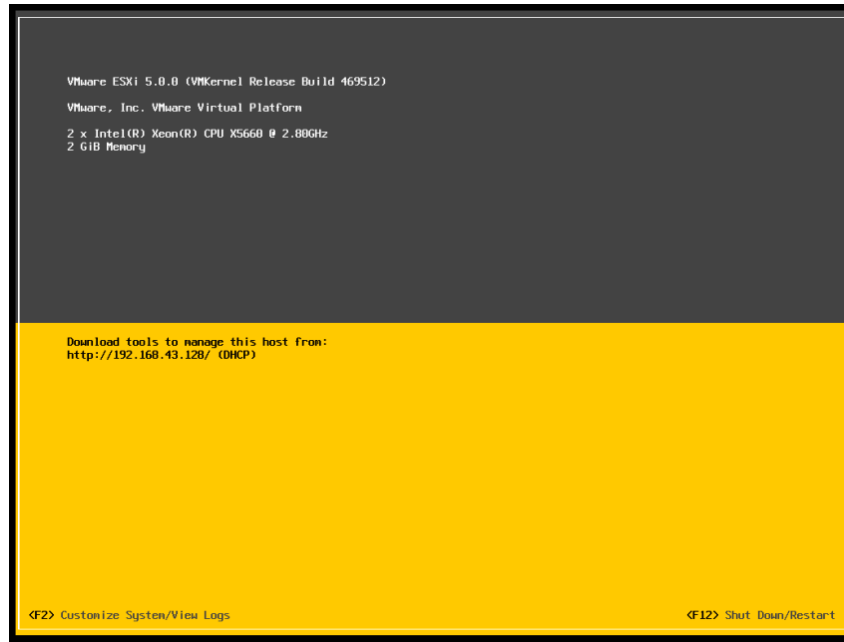 VMware ESXi 5.0.0 (VMKernel Release Build 469512)
VMware, Inc. VMware Virtual Platform
2 x Intel(R) Xeon(R) CPU X5660 @ 2.80GHz
2 GiB Memory
Download tools to manage this host from:
http://192.168.43.128/ (DHCP)
<F2> Customize System/View Logs
<F12> Shut Down/Restart